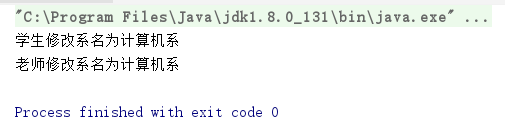 "C:\Program Files\Java\jdk1.8.0_131\bin\java.exe" ...
学生修改系名为计算机系
老师修改系名为计算机系
Process finished with exit code 0